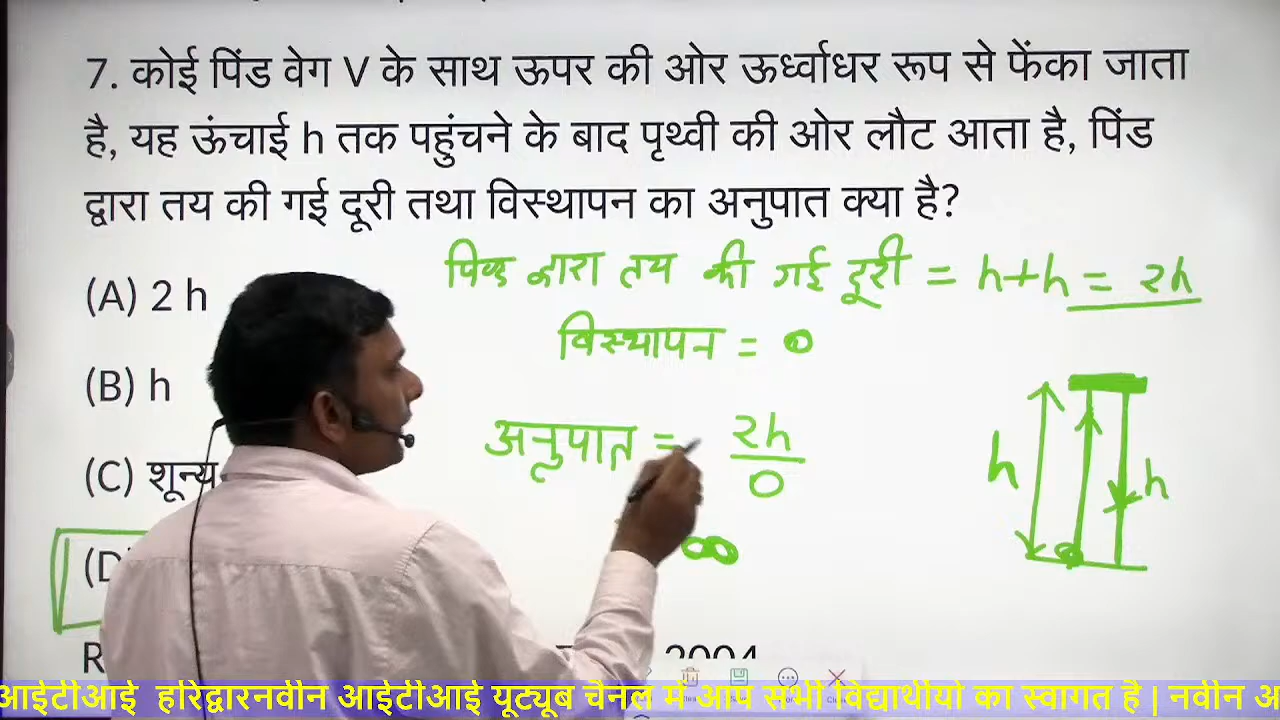 7. कोई पिंड वेग V के साथ ऊपर की ओर ऊर्ध्वाधर रूप से फेंका जाता
है, यह ऊंचाई h तक पहुंचने के बाद पृथ्वी की ओर लौट आता है, पिंड
द्वारा तय की गई दूरी तथा विस्थापन का अनुपात क्या है?
पिण्ड द्वारा तय की गई दूरी = h+h = 2h
(A) 2 h
विस्थापन = 0
(B) h
अनुपात = 2h/0
h h
(C) शून्य
∞
(D)
R 2004
आईटीआई हरिद्वारनवीन आईटीआई यूट्यूब चैनल में आप सभी विद्यार्थीयो का स्वागत है | नवीन